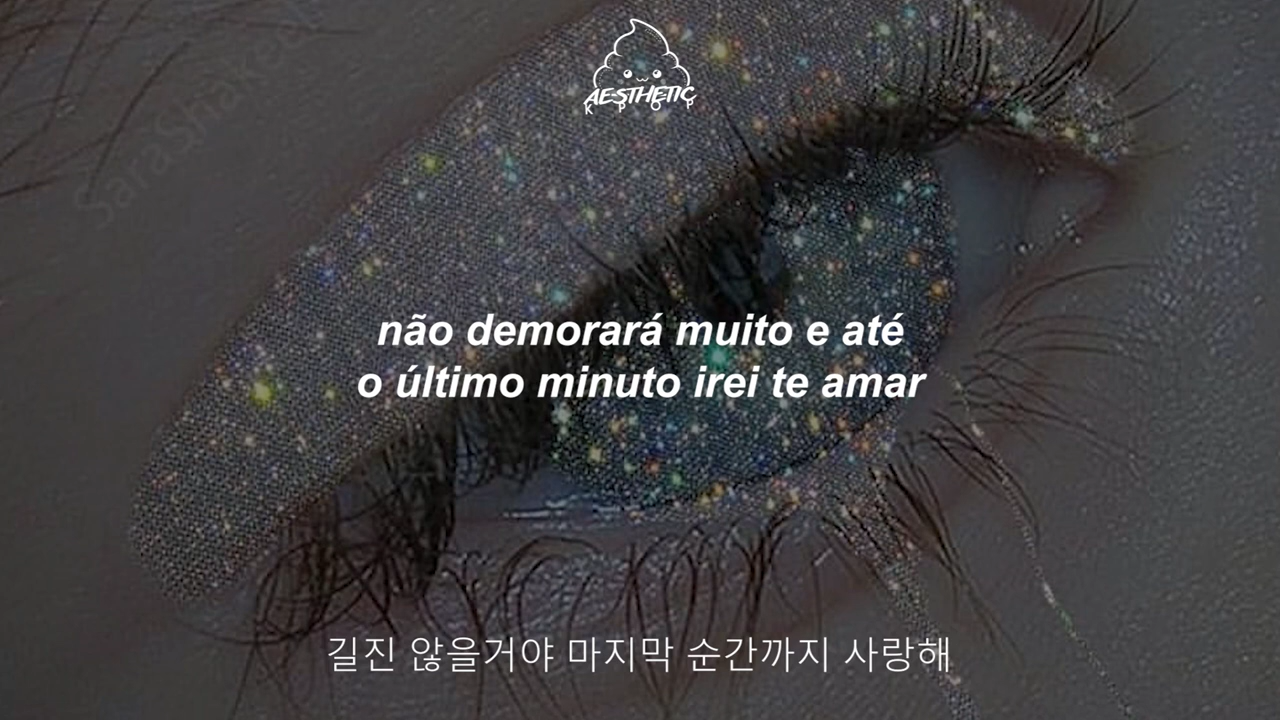 AESTHETIC
KPOP
não demorará muito e até
o último minuto irei te amar
길진 않을거야 마지막 순간까지 사랑해